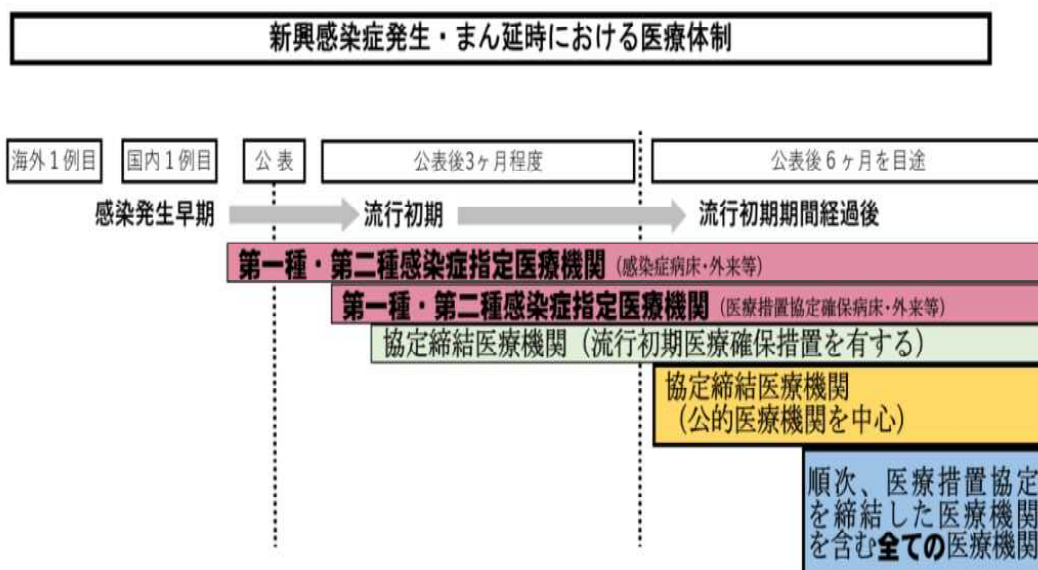 新興感染症発生・まん延時における医療体制
海外１例目
国内１例目
公 表
公表後3ヶ月程度
公表後６ヶ月を目途
感染発生早期
流行初期
流行初期期間経過後
第一種・第二種感染症指定医療機関（感染症病床・外来等）
第一種・第二種感染症指定医療機関（医療措置協定確保病床・外来等）
協定締結医療機関（流行初期医療確保措置を有する）
協定締結医療機関
（公的医療機関を中心）
順次、医療措置協定
を締結した医療機関
を含む全ての医療機関